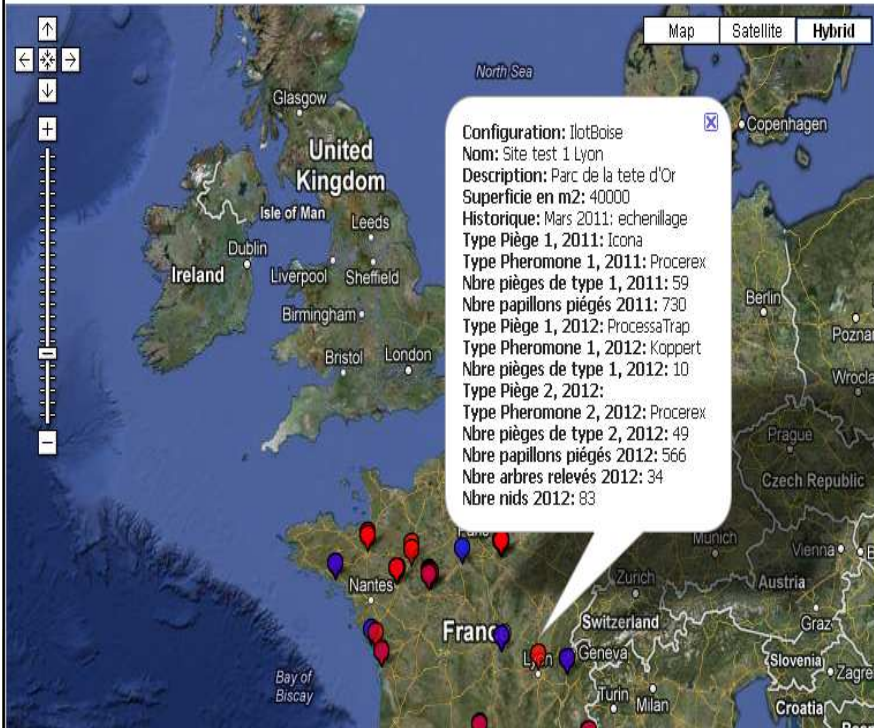 Map Satellite Hybrid
North Sea
Glasgow
Copenhagen
United
Kingdom
Isle of Man
Leeds
Dublin
Ireland
Liverpool Sheffield
Birmingham
Bristol London
Berlin
Poznar
Wrocla
Prague
Czech Republic
Configuration: IlotBoise
Nom: Site test 1 Lyon
Description: Parc de la tete d'Or
Superficie en m2: 40000
Historique: Mars 2011: echenillage
Type Piège 1, 2011: Icona
Type Pheromone 1, 2011: Procerex
Nbre pièges de type 1, 2011: 59
Nbre papillons piégés 2011: 730
Type Piège 1, 2012: ProcessaTrap
Type Pheromone 1, 2012: Koppert
Nbre pièges de type 1, 2012: 10
Type Piège 2, 2012:
Type Pheromone 2, 2012: Procerex
Nbre pièges de type 2, 2012: 49
Nbre papillons piégés 2012: 566
Nbre arbres relevés 2012: 34
Nbre nids 2012: 83
Munich
Vienna
Zurich
Austria
Nantes
Switzerland
Graz
France
Lyon
Geneva
Slovenia
Zagre
Bay of
Biscay
Turin
Milan
Croatia